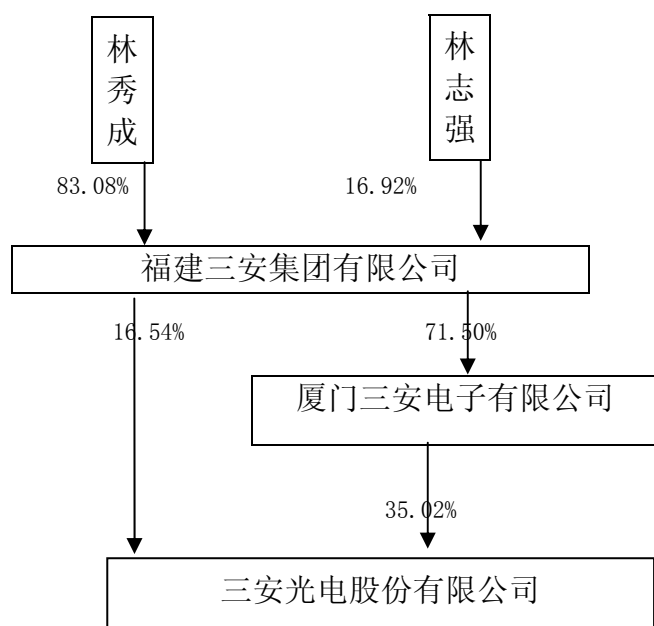 林秀成
林志强
83.08%
16.92%
福建三安集团有限公司
16.54%
71.50%
厦门三安电子有限公司
35.02%
三安光电股份有限公司